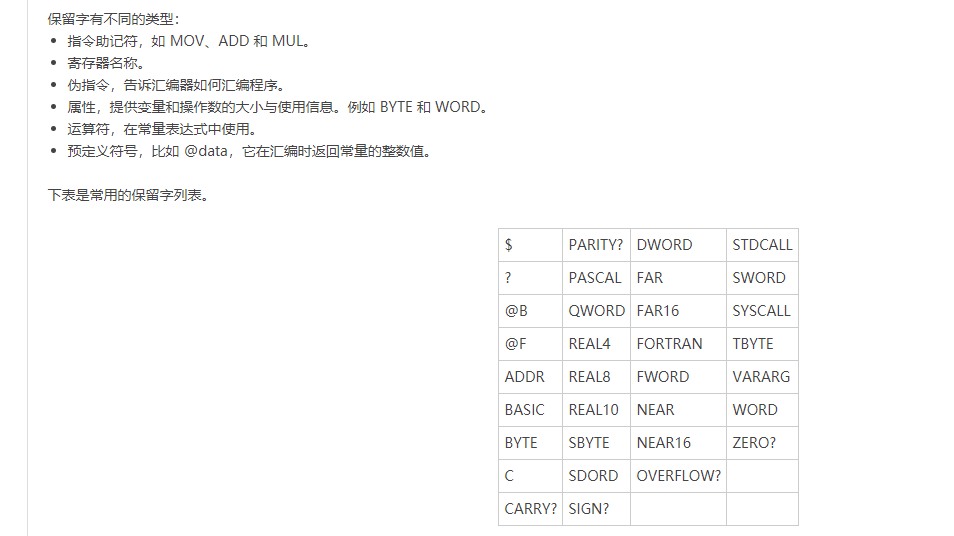 保留字有不同的类型：
• 指令助记符，如 MOV、ADD 和 MUL。
• 寄存器名称。
• 伪指令，告诉汇编器如何汇编程序。
• 属性，提供变量和操作数的大小与使用信息。例如 BYTE 和 WORD。
• 运算符，在常量表达式中使用。
• 预定义符号，比如 @data，它在汇编时返回常量的整数值。
下表是常用的保留字列表。
$ PARITY? DWORD STDCALL
? PASCAL FAR SWORD
@B QWORD FAR16 SYSCALL
@F REAL4 FORTRAN TBYTE
ADDR REAL8 FWORD VARARG
BASIC REAL10 NEAR WORD
BYTE SBYTE NEAR16 ZERO?
C SDORD OVERFLOW?
CARRY? SIGN?